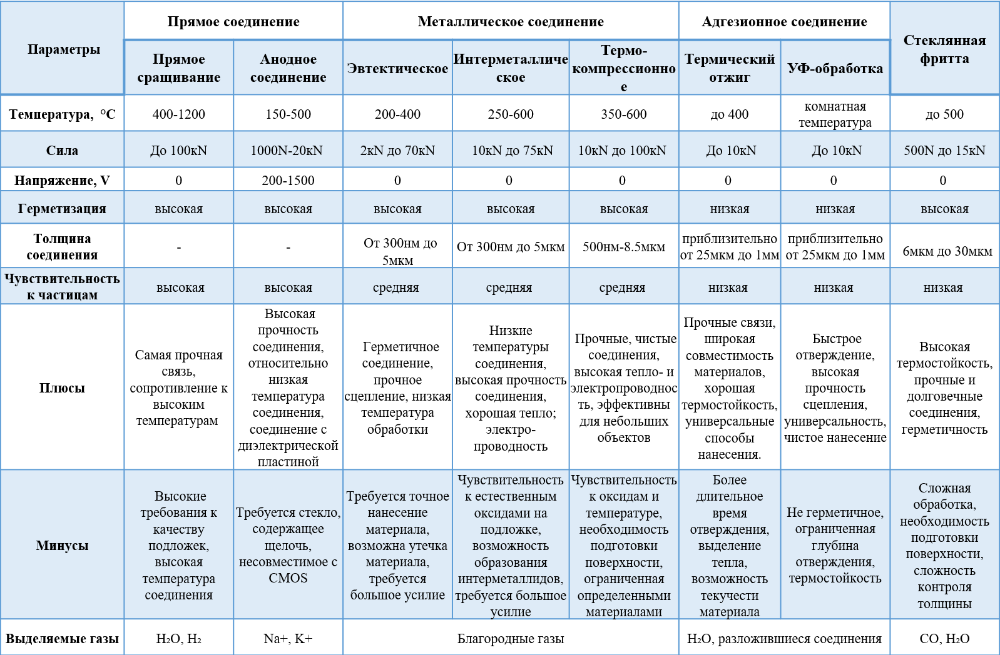 Параметры
Прямое соединение
Металлическое соединение
Адгезионное соединение
Стеклянная
фритта
Прямое
сращивание
Анодное
соединение
Эвтектическое
Интерметалличе
ское
Термо-
компрессионно
е
Термический
отжиг
УФ-обработка
Температура, °C
400-1200
150-500
200-400
250-600
350-600
до 400
комнатная
температура
до 500
Сила
До 100кN
1000N-20кN
2кN до 70кN
10кN до 75кN
10кN до 100кN
До 10кN
До 10кN
500N до 15кN
Напряжение, V
0
200-1500
0
0
0
0
0
0
Герметизация
высокая
высокая
высокая
высокая
высокая
низкая
низкая
высокая
Толщина
соединения
-
-
От 300нм до
5мкм
От 300нм до 5мкм
500нм-8.5мкм
приблизительно
от 25мкм до 1мм
приблизительно
от 25мкм до 1мм
6мкм до 30мкм
Чувствительность
к частицам
высокая
высокая
средняя
средняя
средняя
низкая
низкая
низкая
Плюсы
Самая прочная
связь,
сопротивление к
высоким
температурам
Высокая
прочность
соединения,
относительно
низкая
температура
соединения,
соединение с
диэлектрической
пластиной
Герметичное
соединение,
прочное
сцепление, низкая
температура
обработки
Низкие
температуры
соединения,
высокая прочность
соединения,
хорошая тепло;
электро-
проводность
Прочные, чистые
соединения,
высокая тепло- и
электропроводнос
ть, эффективны
для небольших
объектов
Прочные связи,
широкая
совместимость
материалов,
хорошая
термостойкость,
универсальные
способы
нанесения.
Быстрое
отверждение,
высокая
прочность
сцепления,
универсальность,
чистое нанесение
Высокая
термостойкость,
прочные и
долговечные
соединения,
герметичность
Минусы
Высокие
требования к
качеству
подложек,
высокая
температура
соединения
Требуется стекло,
содержащее
щелочь,
несовместимое с
CMOS
Требуется точное
нанесение
материала,
возможна утечка
материала,
требуется
большое усилие
Чувствительность
к естественным
оксидами на
подложке,
возможность
образования
интерметаллидов,
требуется большое
усилие
Чувствительность
к оксидам и
температуре,
необходимость
подготовки
поверхности,
ограниченная
определенными
материалами
Более
длительное
время
отверждения,
выделение
тепла,
возможность
текучести
материала
Не герметичное,
ограниченная
глубина
отверждения,
термостойкость
Сложная
обработка,
необходимость
подготовки
поверхности,
сложность
контроля
толщины
Выделяемые газы
H₂O, H₂
Na+, K+
Благородные газы
H₂O, разложившиеся соединения
CO, H₂O